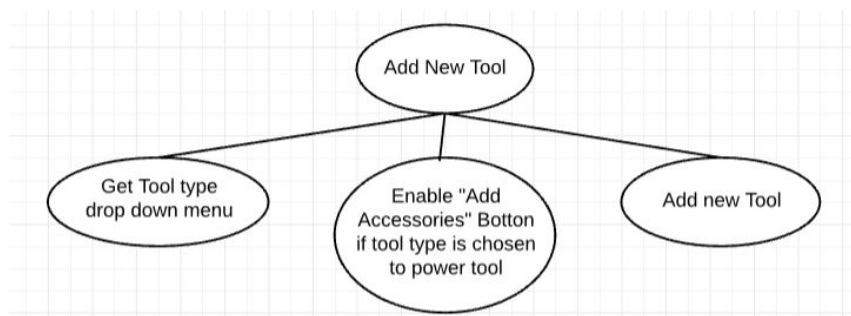 Add New Tool
Get Tool type
drop down menu
Enable "Add
Accessories" Botton
if tool type is chosen
to power tool
Add new Tool